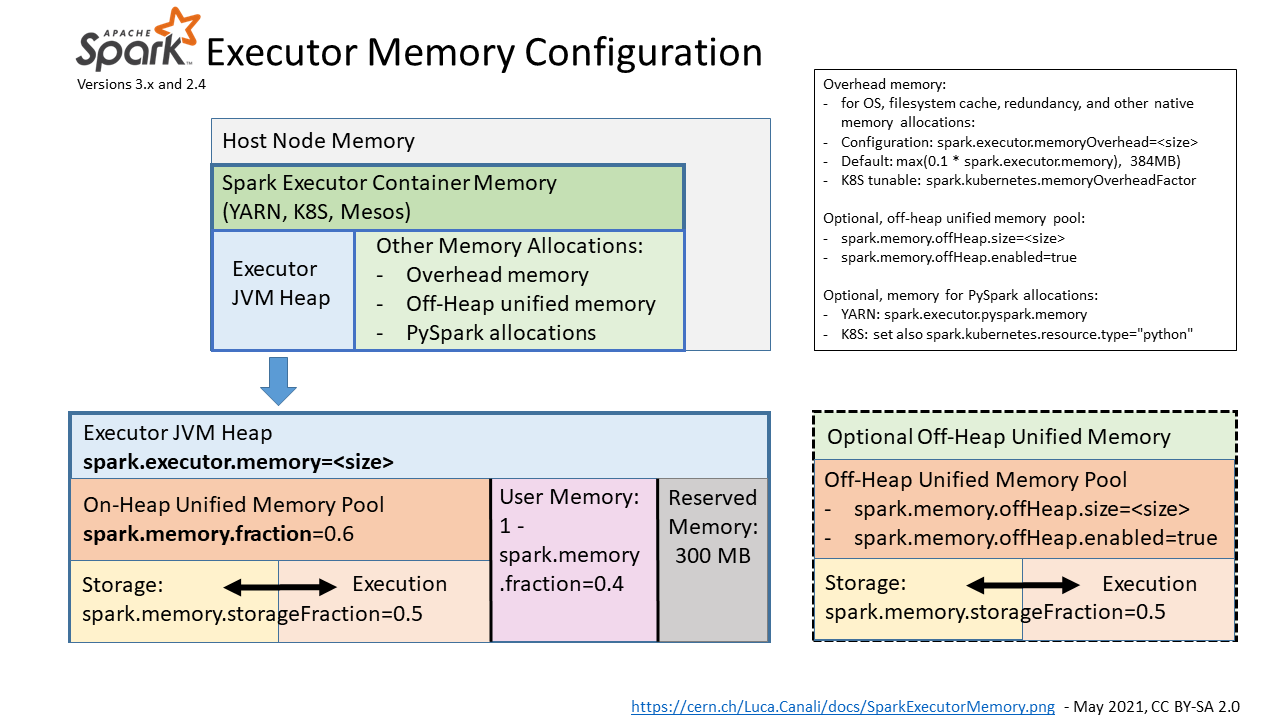 APACHE
Spark™
Executor Memory Configuration
Versions 3.x and 2.4
Host Node Memory
Spark Executor Container Memory
(YARN, K8S, Mesos)
Executor
JVM Heap
Other Memory Allocations:
- Overhead memory
- Off-Heap unified memory
- PySpark allocations
Overhead memory:
- for OS, filesystem cache, redundancy, and other native
memory allocations:
- Configuration: spark.executor.memoryOverhead=<size>
- Default: max(0.1 * spark.executor.memory), 384MB)
- K8S tunable: spark.kubernetes.memoryOverheadFactor
Optional, off-heap unified memory pool:
- spark.memory.offHeap.size=<size>
- spark.memory.offHeap.enabled=true
Optional, memory for PySpark allocations:
- YARN: spark.executor.pyspark.memory
- K8S: set also spark.kubernetes.resource.type="python"
Executor JVM Heap
spark.executor.memory=<size>
On-Heap Unified Memory Pool
spark.memory.fraction=0.6
Storage:
Execution
spark.memory.storageFraction=0.5
User Memory:
1 -
spark.memory
.fraction=0.4
Reserved
Memory:
300 MB
Optional Off-Heap Unified Memory
Off-Heap Unified Memory Pool
- spark.memory.offHeap.size=<size>
- spark.memory.offHeap.enabled=true
Storage:
Execution
spark.memory.storageFraction=0.5
https://cern.ch/Luca.Canali/docs/SparkExecutorMemory.png - May 2021, CC BY-SA 2.0